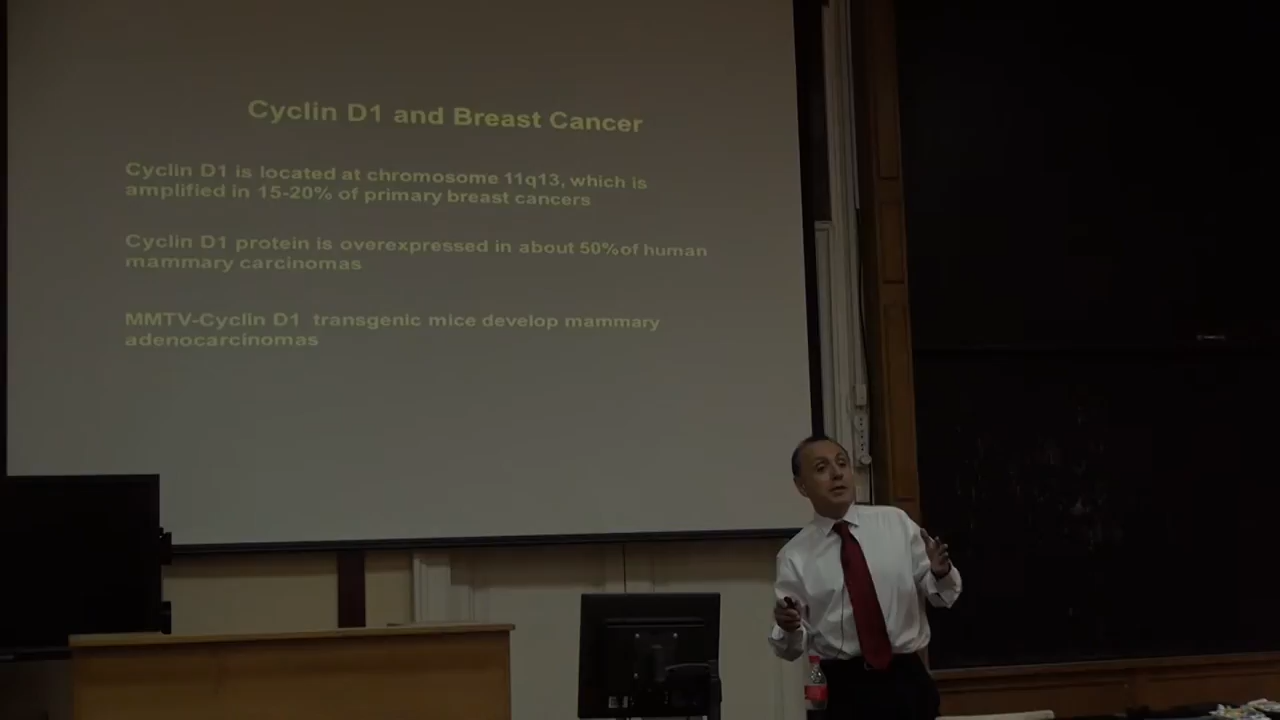 Cyclin D1 and Breast Cancer
Cyclin D1 is located at chromosome 11q13, which is
amplified in 15-20% of primary breast cancers
Cyclin D1 protein is overexpressed in about 50%of human
mammary carcinomas
MMTV-Cyclin D1 transgenic mice develop mammary
adenocarcinomas